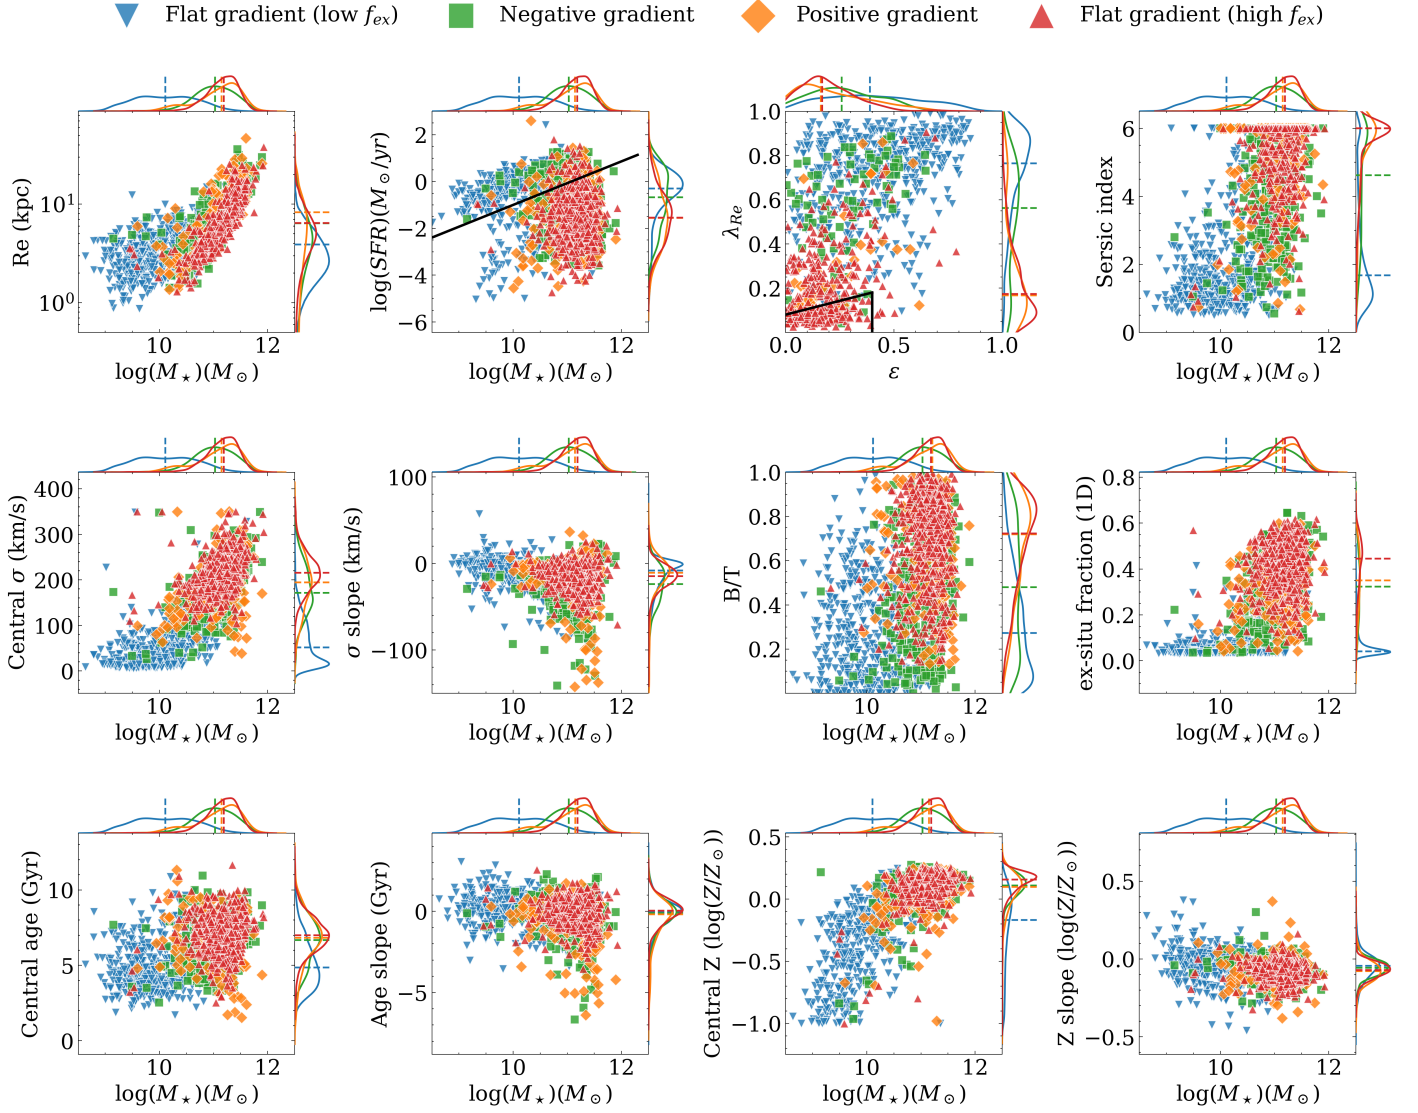 Flat gradient (low f_ex) Negative gradient Positive gradient Flat gradient (high f_ex)
Re (kpc)
10¹
10⁰
10 12
log(M⋆)(M⊙)
log(SFR)(M⊙/yr)
2
0
−2
−4
−6
10 12
log(M⋆)(M⊙)
λ_Re
1.0
0.8
0.6
0.4
0.2
0.0 0.5 1.0
ε
Sersic index
6
4
2
0
10 12
log(M⋆)(M⊙)
Central σ (km/s)
400
300
200
100
0
10 12
log(M⋆)(M⊙)
σ slope (km/s)
100
0
−100
10 12
log(M⋆)(M⊙)
B/T
1.0
0.8
0.6
0.4
0.2
10 12
log(M⋆)(M⊙)
ex-situ fraction (1D)
0.8
0.6
0.4
0.2
0.0
10 12
log(M⋆)(M⊙)
Central age (Gyr)
10
5
0
10 12
log(M⋆)(M⊙)
Age slope (Gyr)
0
−5
10 12
log(M⋆)(M⊙)
Central Z (log(Z/Z⊙))
0.5
0.0
−0.5
−1.0
10 12
log(M⋆)(M⊙)
Z slope (log(Z/Z⊙))
0.5
0.0
−0.5
10 12
log(M⋆)(M⊙)